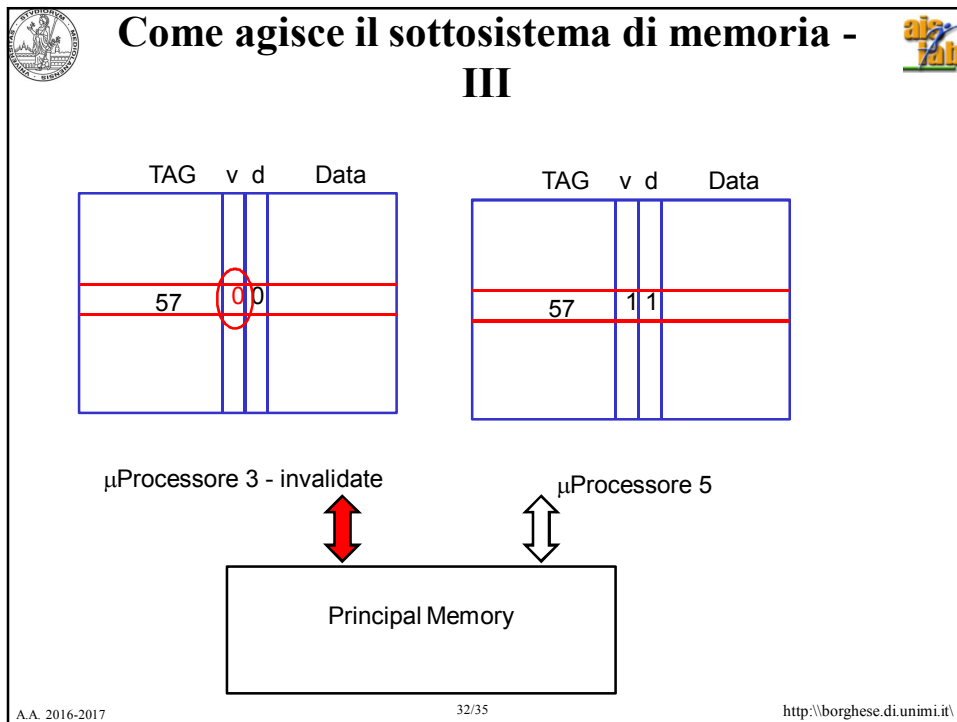 Come agisce il sottosistema di memoria -
III
TAG v d Data
57 0 0
TAG v d Data
57 1 1
μProcessore 3 - invalidate
μProcessore 5
Principal Memory
A.A. 2016-2017
32/35
http:\\borghese.di.unimi.it\